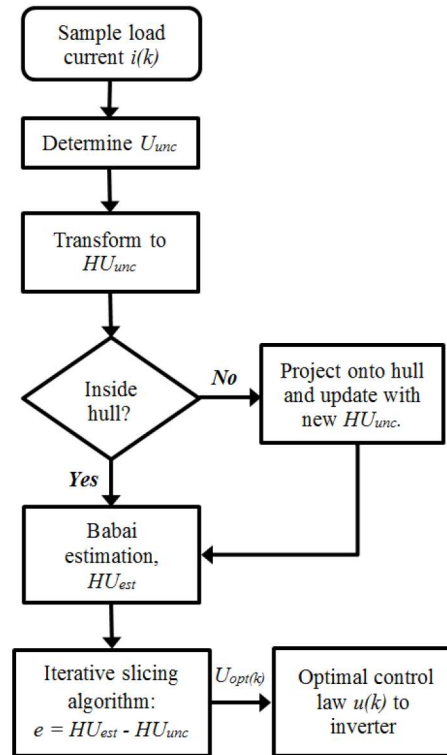 Sample load
current i(k)
Determine Uunc
Transform to
HUunc
Inside
hull?
No
Project onto hull
and update with
new HUunc.
Yes
Babai
estimation,
HUest
Iterative slicing
algorithm:
e = HUest - HUunc
Uopt(k)
Optimal control
law u(k) to
inverter